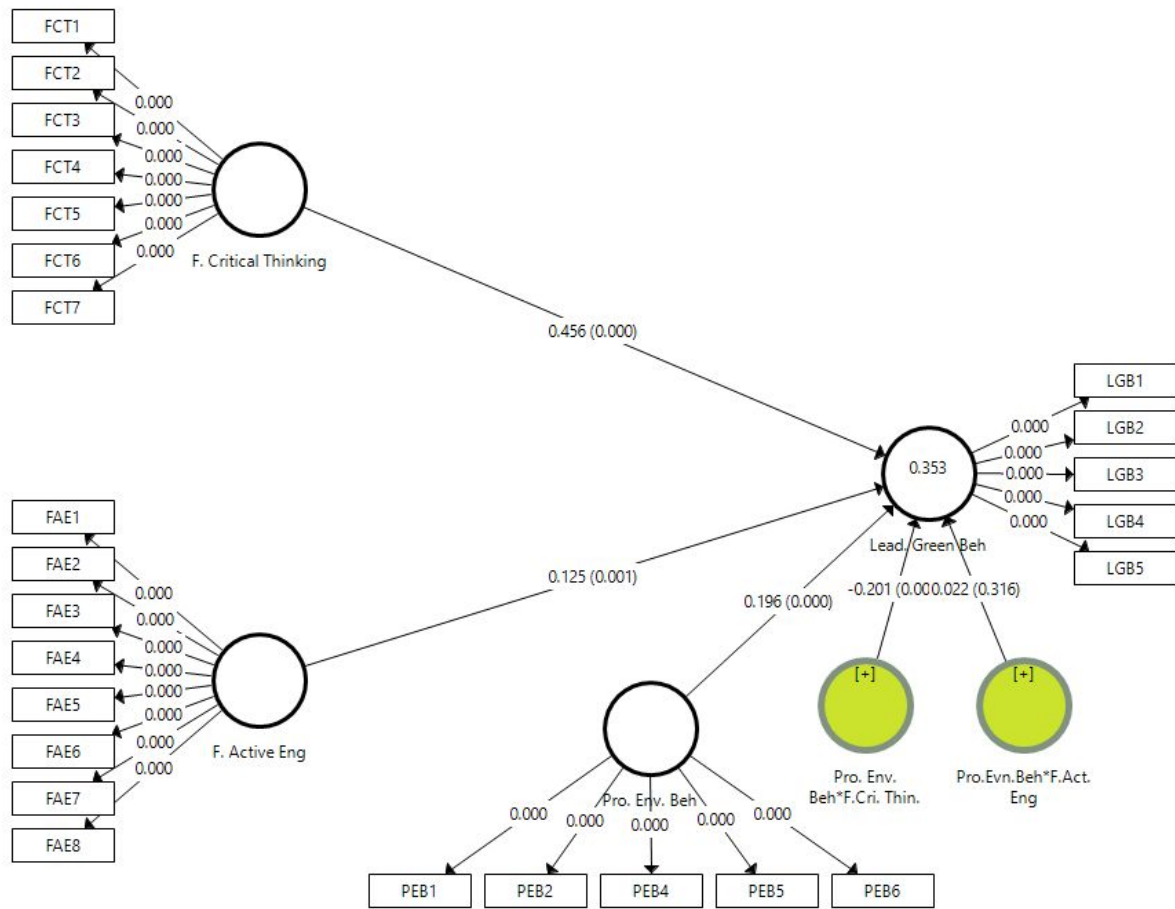 FCT1
FCT2
FCT3
FCT4
FCT5
FCT6
FCT7
0.000
0.000
0.000
0.000
0.000
0.000
0.000
F. Critical Thinking
0.456 (0.000)
LGB1
LGB2
LGB3
LGB4
LGB5
0.000
0.000
0.000
0.000
0.000
0.353
Lead. Green Beh
FAE1
FAE2
FAE3
FAE4
FAE5
FAE6
FAE7
FAE8
0.000
0.000
0.000
0.000
0.000
0.000
0.000
0.000
F. Active Eng
0.125 (0.001)
0.196 (0.000)
-0.201 (0.00
0.022 (0.316)
[+]
[+]
Pro. Env.
Beh*F.Cri. Thin.
Pro.Evn.Beh*F.Act.
Eng
Pro. Env. Beh
0.000
0.000
0.000
0.000
0.000
PEB1
PEB2
PEB4
PEB5
PEB6